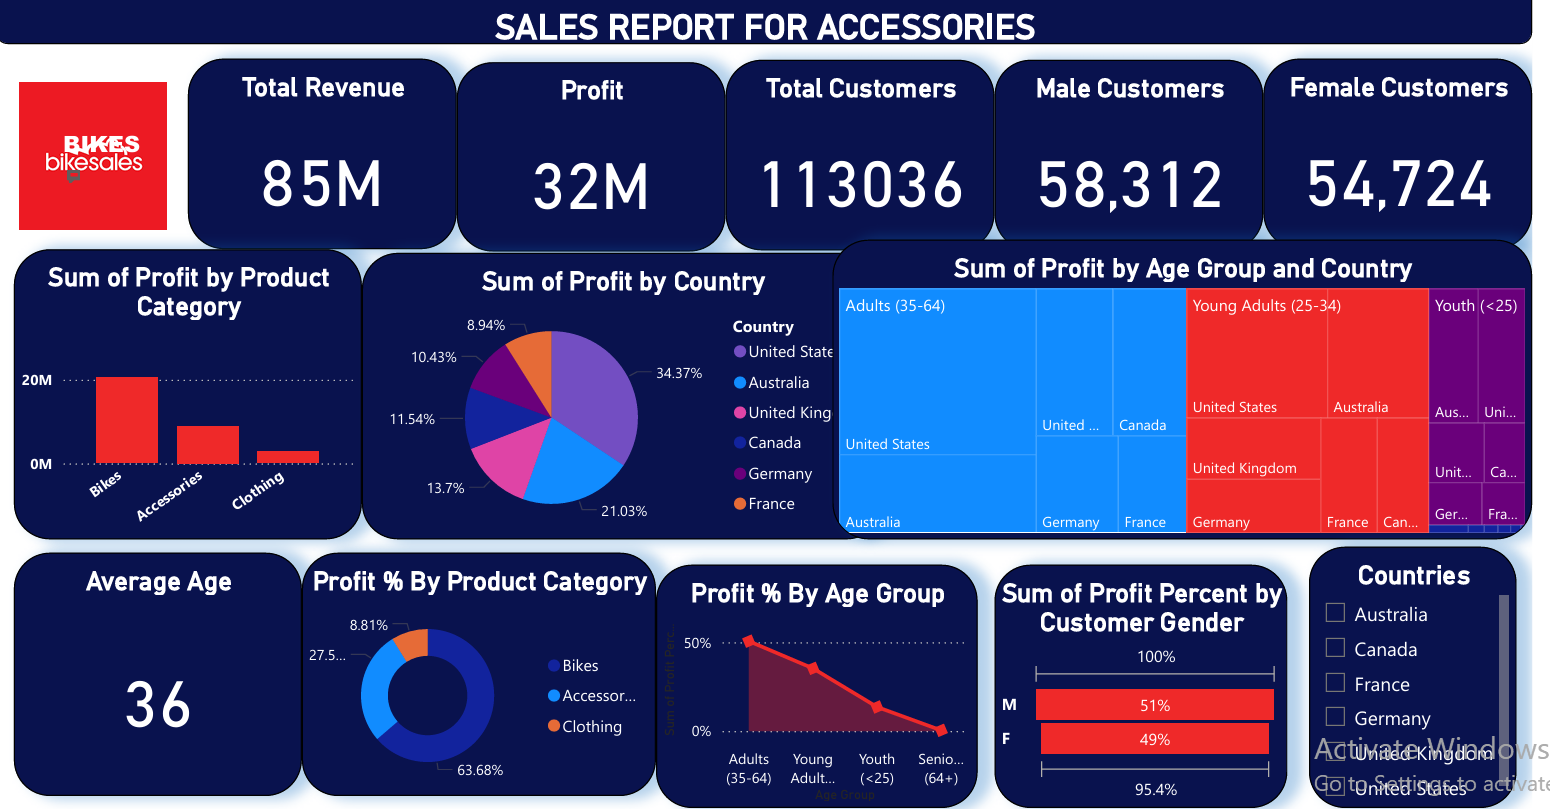 SALES REPORT FOR ACCESSORIES
BIKES
bikesales
Total Revenue
85M
Profit
32M
Total Customers
113036
Male Customers
58,312
Female Customers
54,724
Sum of Profit by Product
Category
20M
0M
Bikes
Accessories
Clothing
Sum of Profit by Country
8.94%
10.43%
11.54%
13.7%
21.03%
34.37%
Country
United State
Australia
United King
Canada
Germany
France
Sum of Profit by Age Group and Country
Adults (35-64)
United States
Australia
United ...
Canada
Germany
France
Young Adults (25-34)
United States
Australia
United Kingdom
Germany
France
Can...
Youth (<25)
Aus...
Uni...
Unit...
Ca...
Ger...
Fra...
Average Age
36
Profit % By Product Category
8.81%
27.5...
63.68%
Bikes
Accessor...
Clothing
Profit % By Age Group
Sum of Profit Perc...
50%
0%
Adults
(35-64)
Young
Adult...
Youth
(<25)
Senio...
(64+)
Age Group
Sum of Profit Percent by
Customer Gender
100%
M
51%
F
49%
95.4%
Countries
Australia
Canada
France
Germany
United Kingdom
United States
Activate Windows
Go to Settings to activate